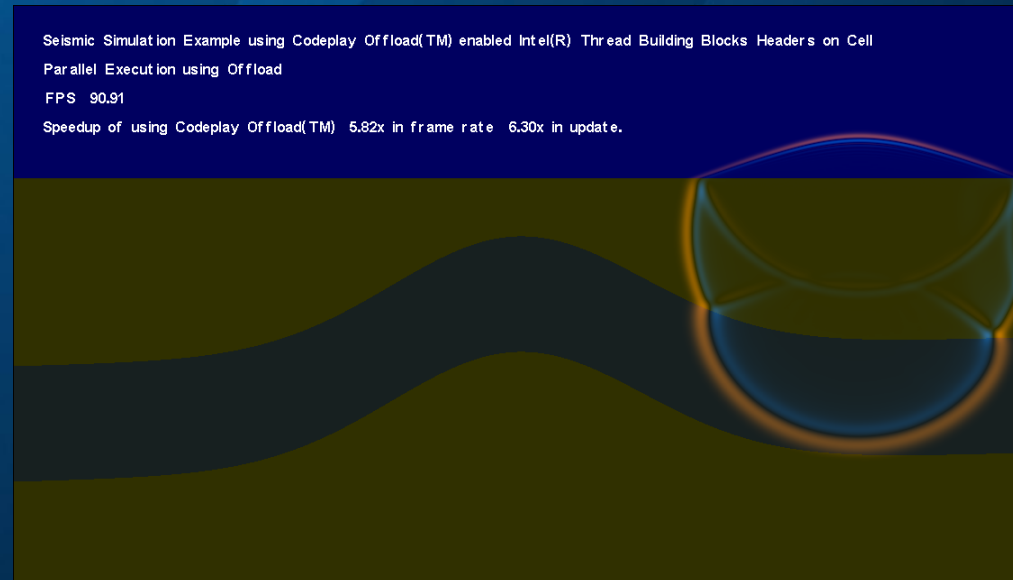 Seismic Simulation Example using Codeplay Offload(TM) enabled Intel(R) Thread Building Blocks Headers on Cell
Parallel Execution using Offload
FPS 90.91
Speedup of using Codeplay Offload(TM) 5.82x in frame rate 6.30x in update.